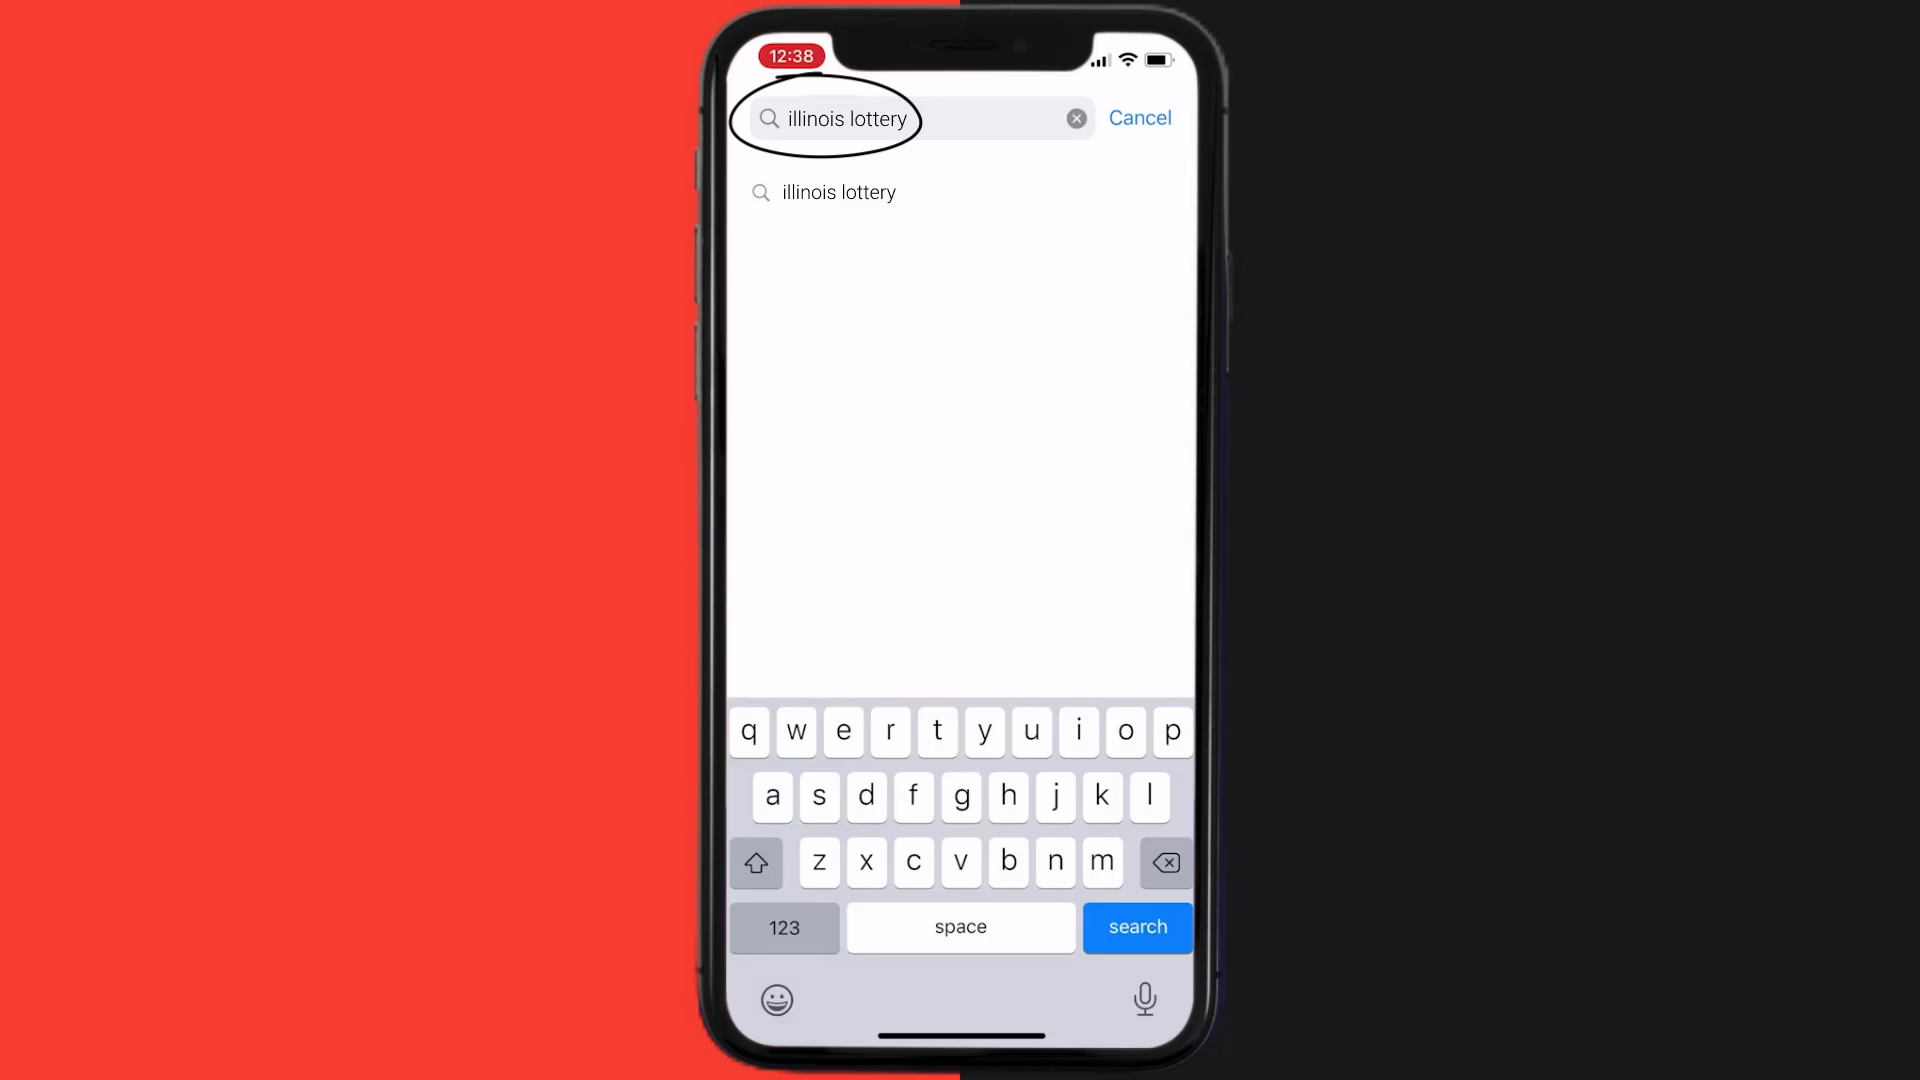 12:38
illinois lottery
Cancel
illinois lottery
q w e r t y u i o p
a s d f g h j k l
z x c v b n m
123 space search